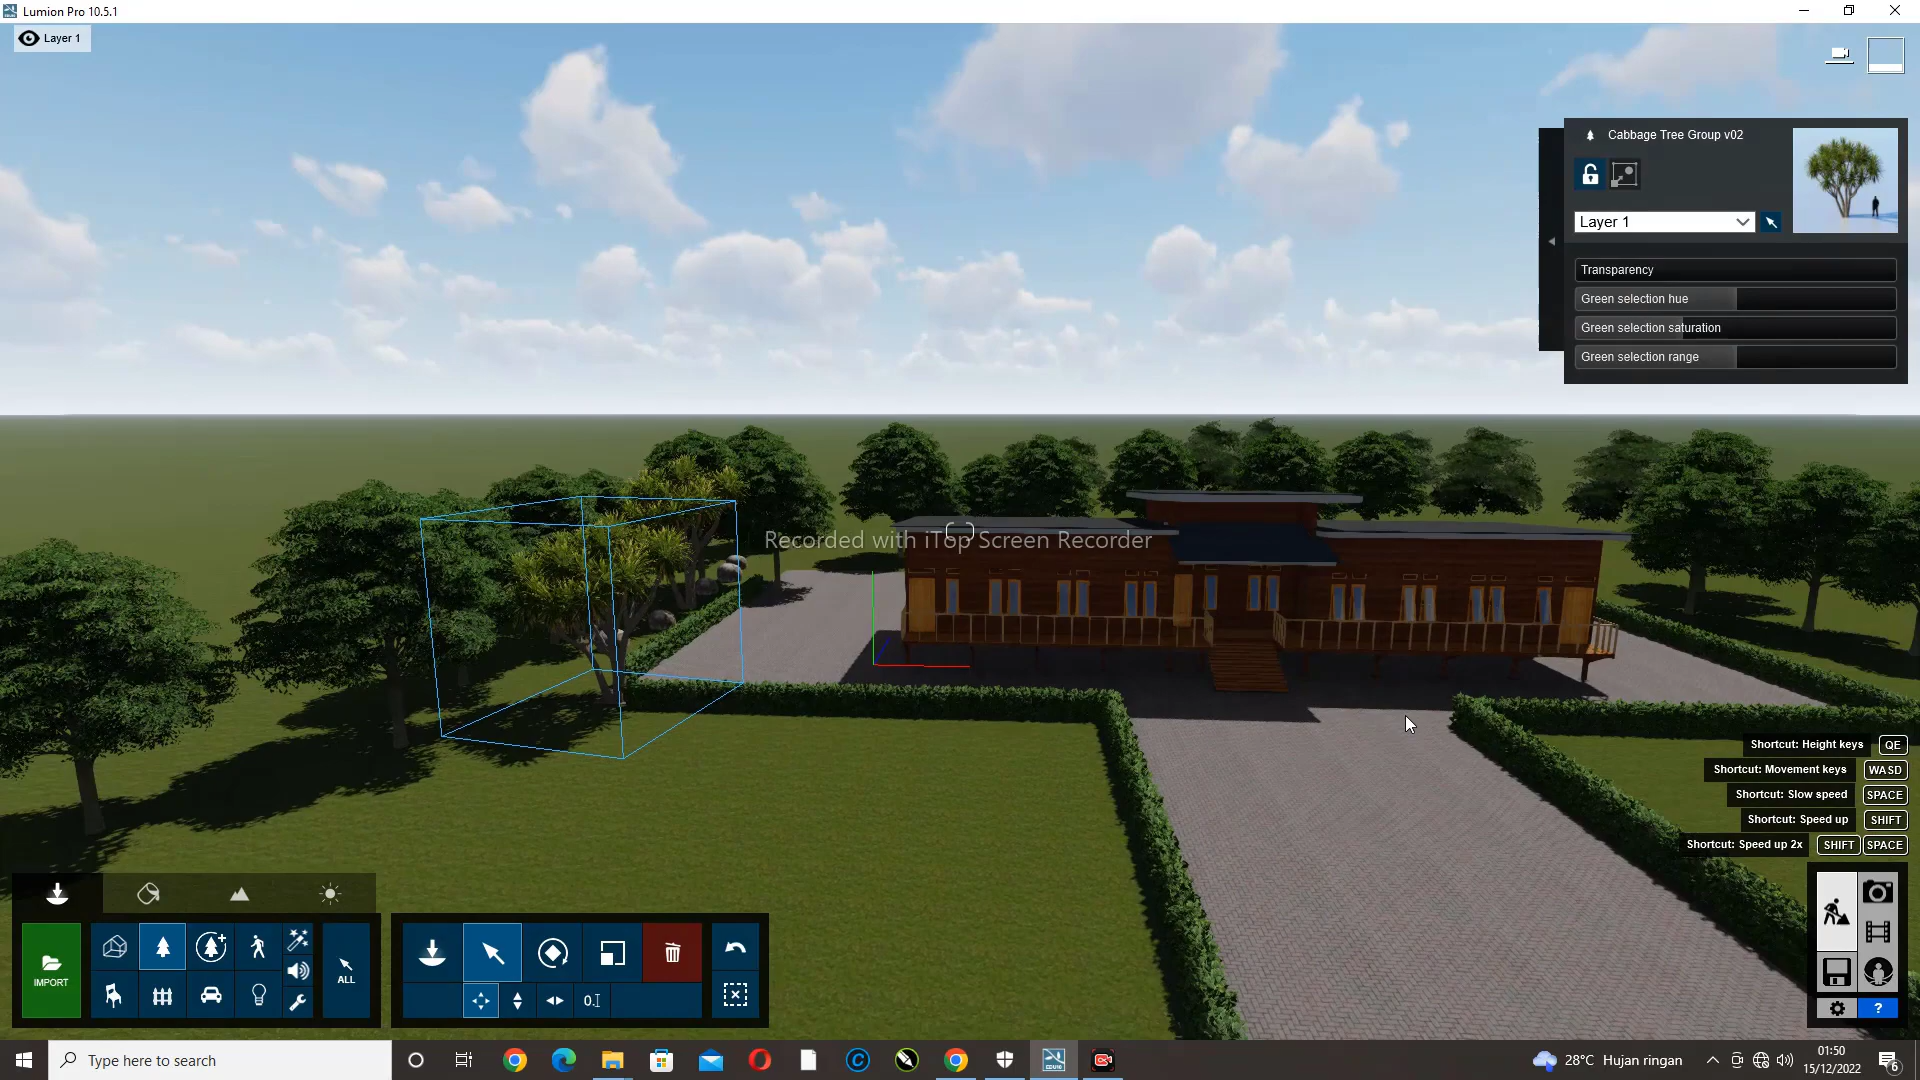 Lumion Pro 10.5.1
Layer 1
Cabbage Tree Group v02
Layer 1
Transparency
Green selection hue
Green selection saturation
Green selection range
Recorded with iTop Screen Recorder
Shortcut: Height keys QE
Shortcut: Movement keys WASD
Shortcut: Slow speed SPACE
Shortcut: Speed up SHIFT
Shortcut: Speed up 2x SHIFT SPACE
IMPORT
ALL
?
Type here to search
28°C Hujan ringan
01:50
15/12/2022
6